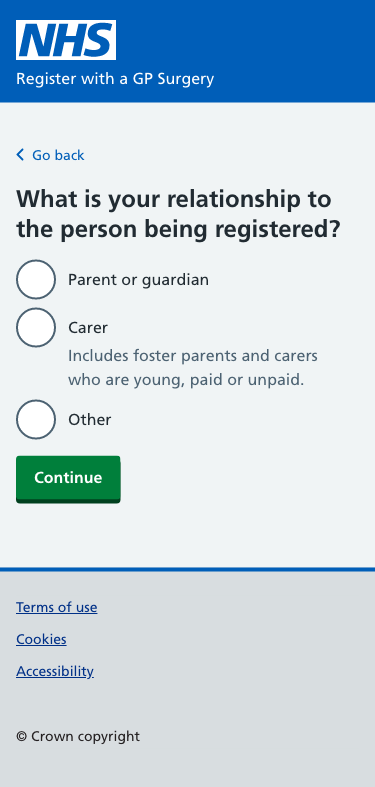 NHS
Register with a GP Surgery
Go back
What is your relationship to
the person being registered?
Parent or guardian
Carer
Includes foster parents and carers
who are young, paid or unpaid.
Other
Continue
Terms of use
Cookies
Accessibility
© Crown copyright